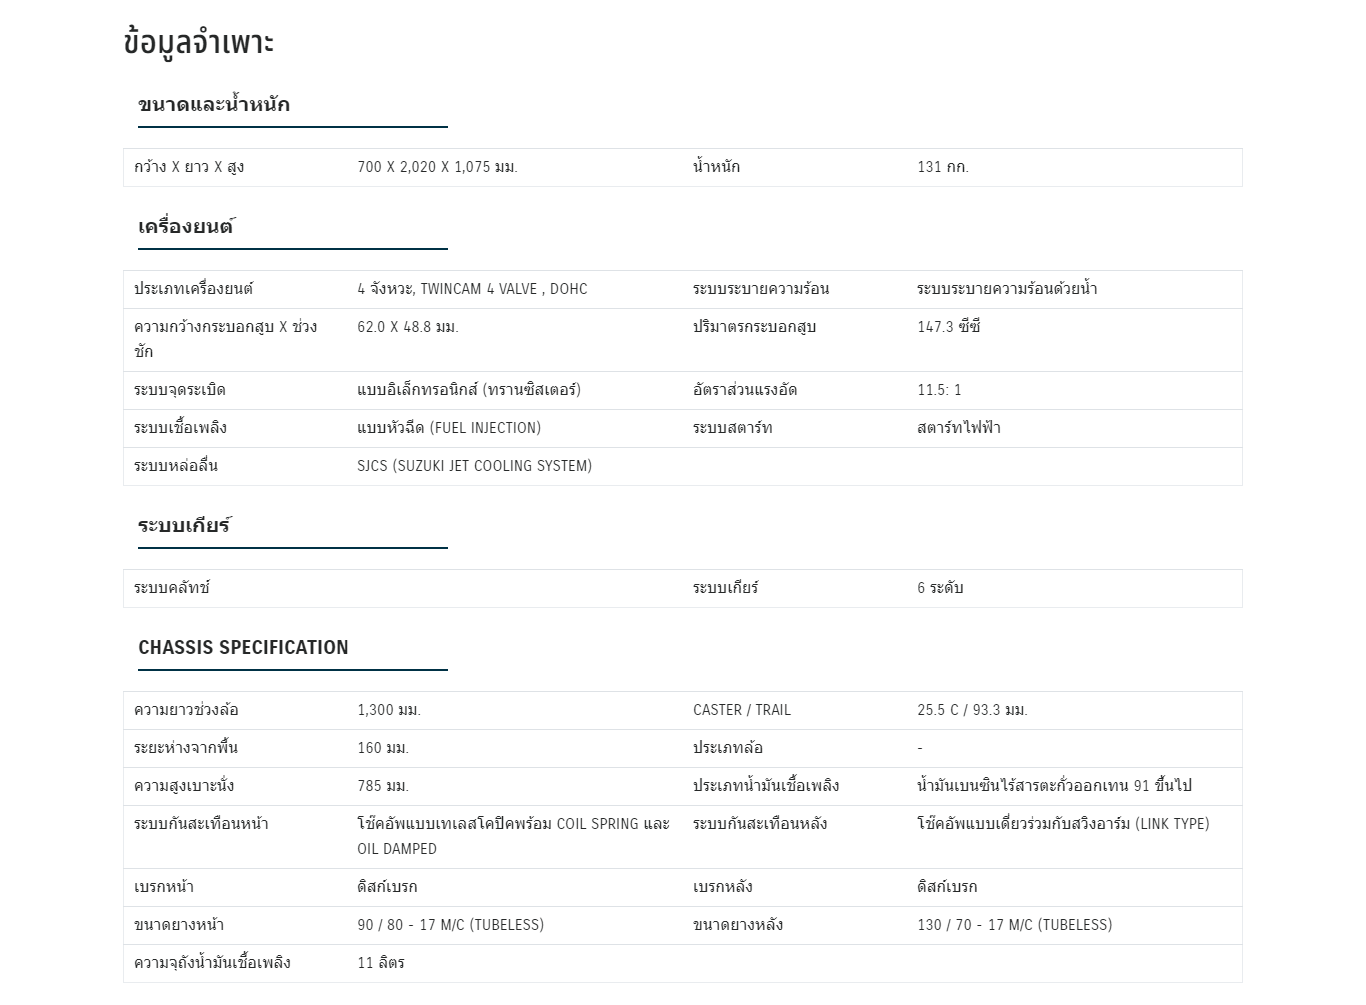 ข้อมูลจำเพาะ
ขนาดและน้ำหนัก
กว้าง X ยาว X สูง 700 X 2,020 X 1,075 มม. น้ำหนัก 131 กก.
เครื่องยนต์
ประเภทเครื่องยนต์ 4 จังหวะ, TWINCAM 4 VALVE , DOHC ระบบระบายความร้อน ระบบระบายความร้อนด้วยน้ำ
ความกว้างกระบอกสูบ X ช่วง 62.0 X 48.8 มม. ปริมาตรกระบอกสูบ 147.3 ซีซี
ชัก
ระบบจุดระเบิด แบบอิเล็กทรอนิกส์ (ทรานซิสเตอร์) อัตราส่วนแรงอัด 11.5: 1
ระบบเชื้อเพลิง แบบหัวฉีด (FUEL INJECTION) ระบบสตาร์ท สตาร์ทไฟฟ้า
ระบบหล่อลื่น SJCS (SUZUKI JET COOLING SYSTEM)
ระบบเกียร์
ระบบคลัทช์ ระบบเกียร์ 6 ระดับ
CHASSIS SPECIFICATION
ความยาวช่วงล้อ 1,300 มม. CASTER / TRAIL 25.5 C / 93.3 มม.
ระยะห่างจากพื้น 160 มม. ประเภทล้อ -
ความสูงเบาะนั่ง 785 มม. ประเภทน้ำมันเชื้อเพลิง น้ำมันเบนซินไร้สารตะกั่วออกเทน 91 ขึ้นไป
ระบบกันสะเทือนหน้า โช๊คอัพแบบเทเลสโคปิคพร้อม COIL SPRING และ ระบบกันสะเทือนหลัง โช๊คอัพแบบเดี่ยวร่วมกับสวิงอาร์ม (LINK TYPE)
OIL DAMPED
เบรกหน้า ดิสก์เบรก เบรกหลัง ดิสก์เบรก
ขนาดยางหน้า 90 / 80 - 17 M/C (TUBELESS) ขนาดยางหลัง 130 / 70 - 17 M/C (TUBELESS)
ความจุถังน้ำมันเชื้อเพลิง 11 ลิตร